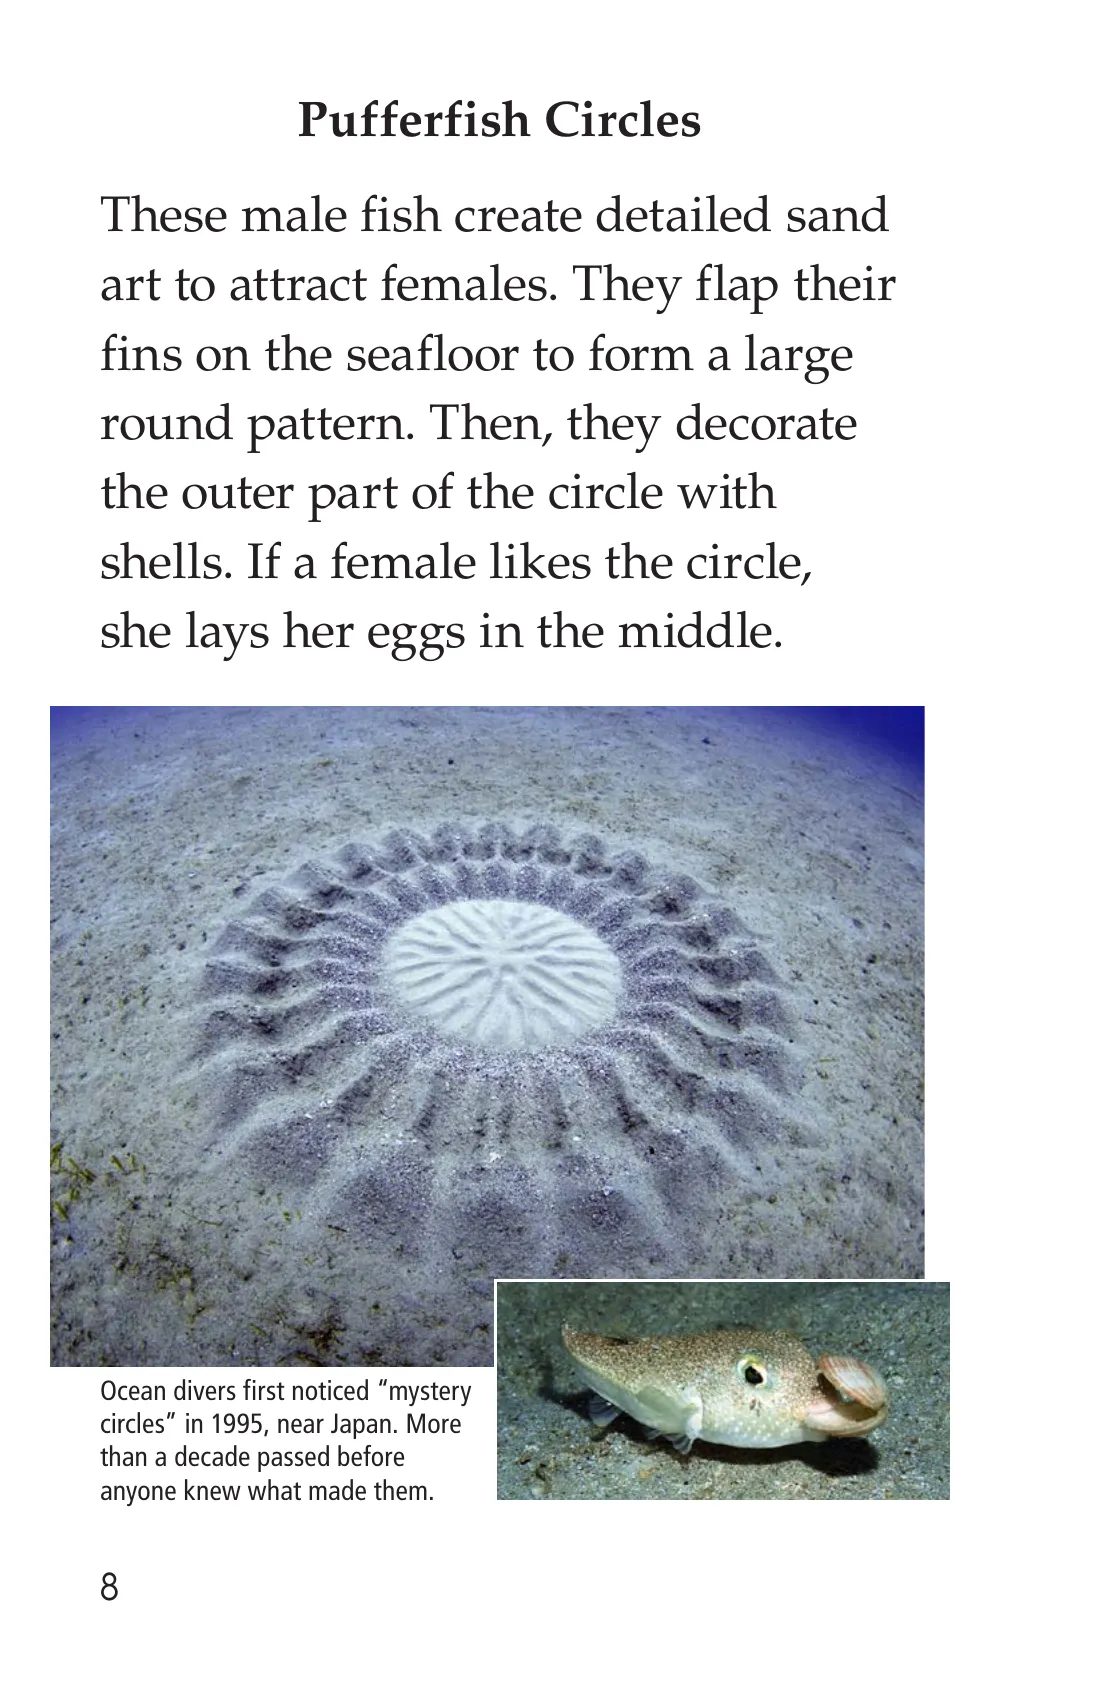 Pufferfish Circles
These male fish create detailed sand
art to attract females. They flap their
fins on the seafloor to form a large
round pattern. Then, they decorate
the outer part of the circle with
shells. If a female likes the circle,
she lays her eggs in the middle.
Ocean divers first noticed “mystery
circles” in 1995, near Japan. More
than a decade passed before
anyone knew what made them.
8